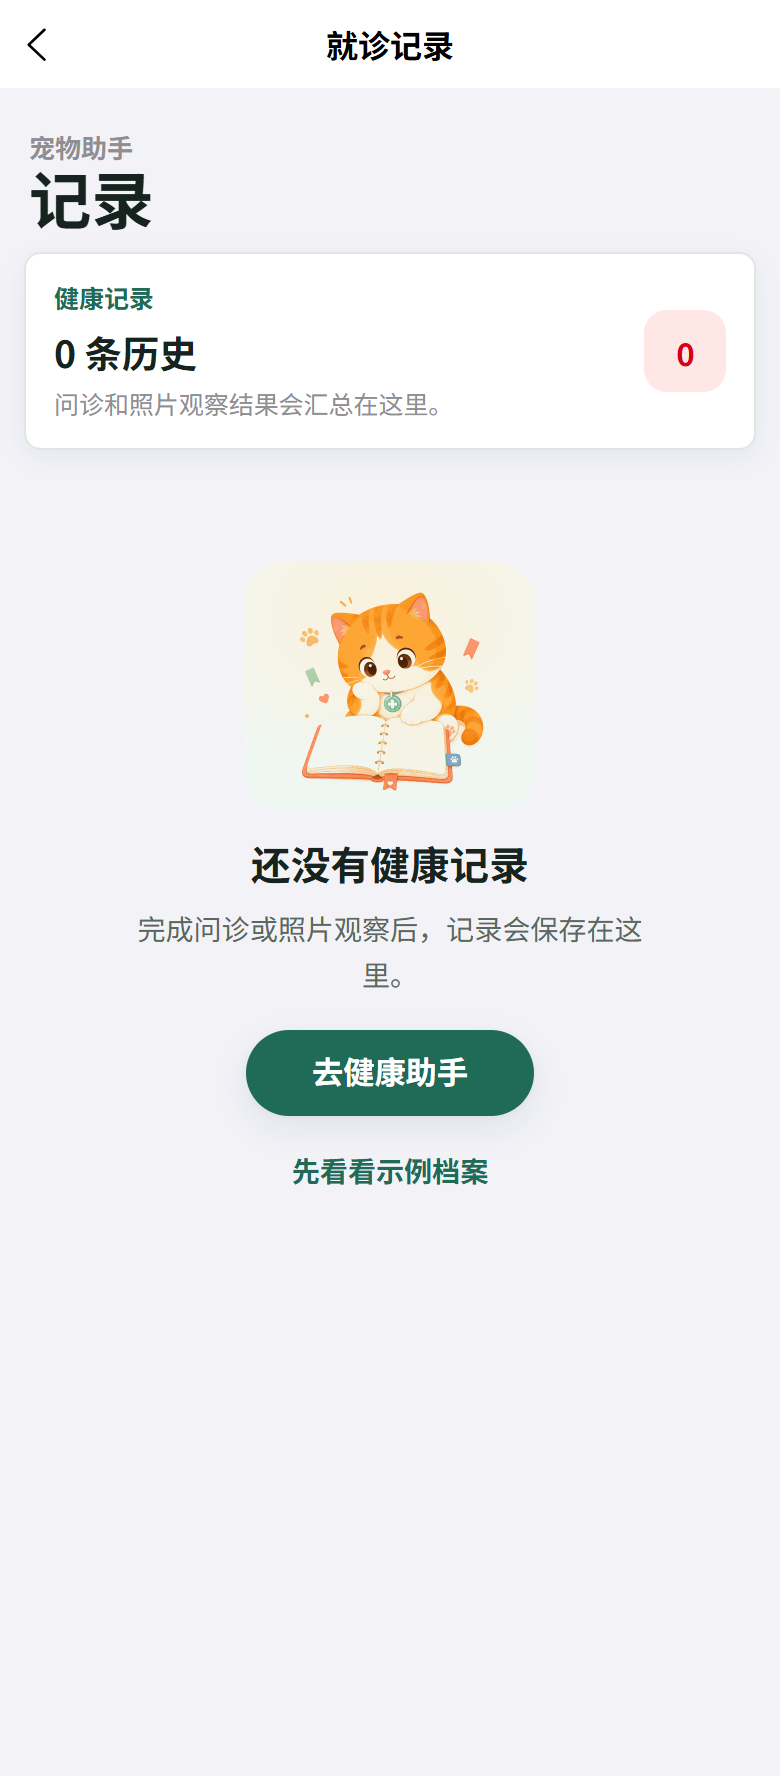 就诊记录
宠物助手
记录
健康记录
0 条历史
0
问诊和照片观察结果会汇总在这里。
还没有健康记录
完成问诊或照片观察后，记录会保存在这
里。
去健康助手
先看看示例档案